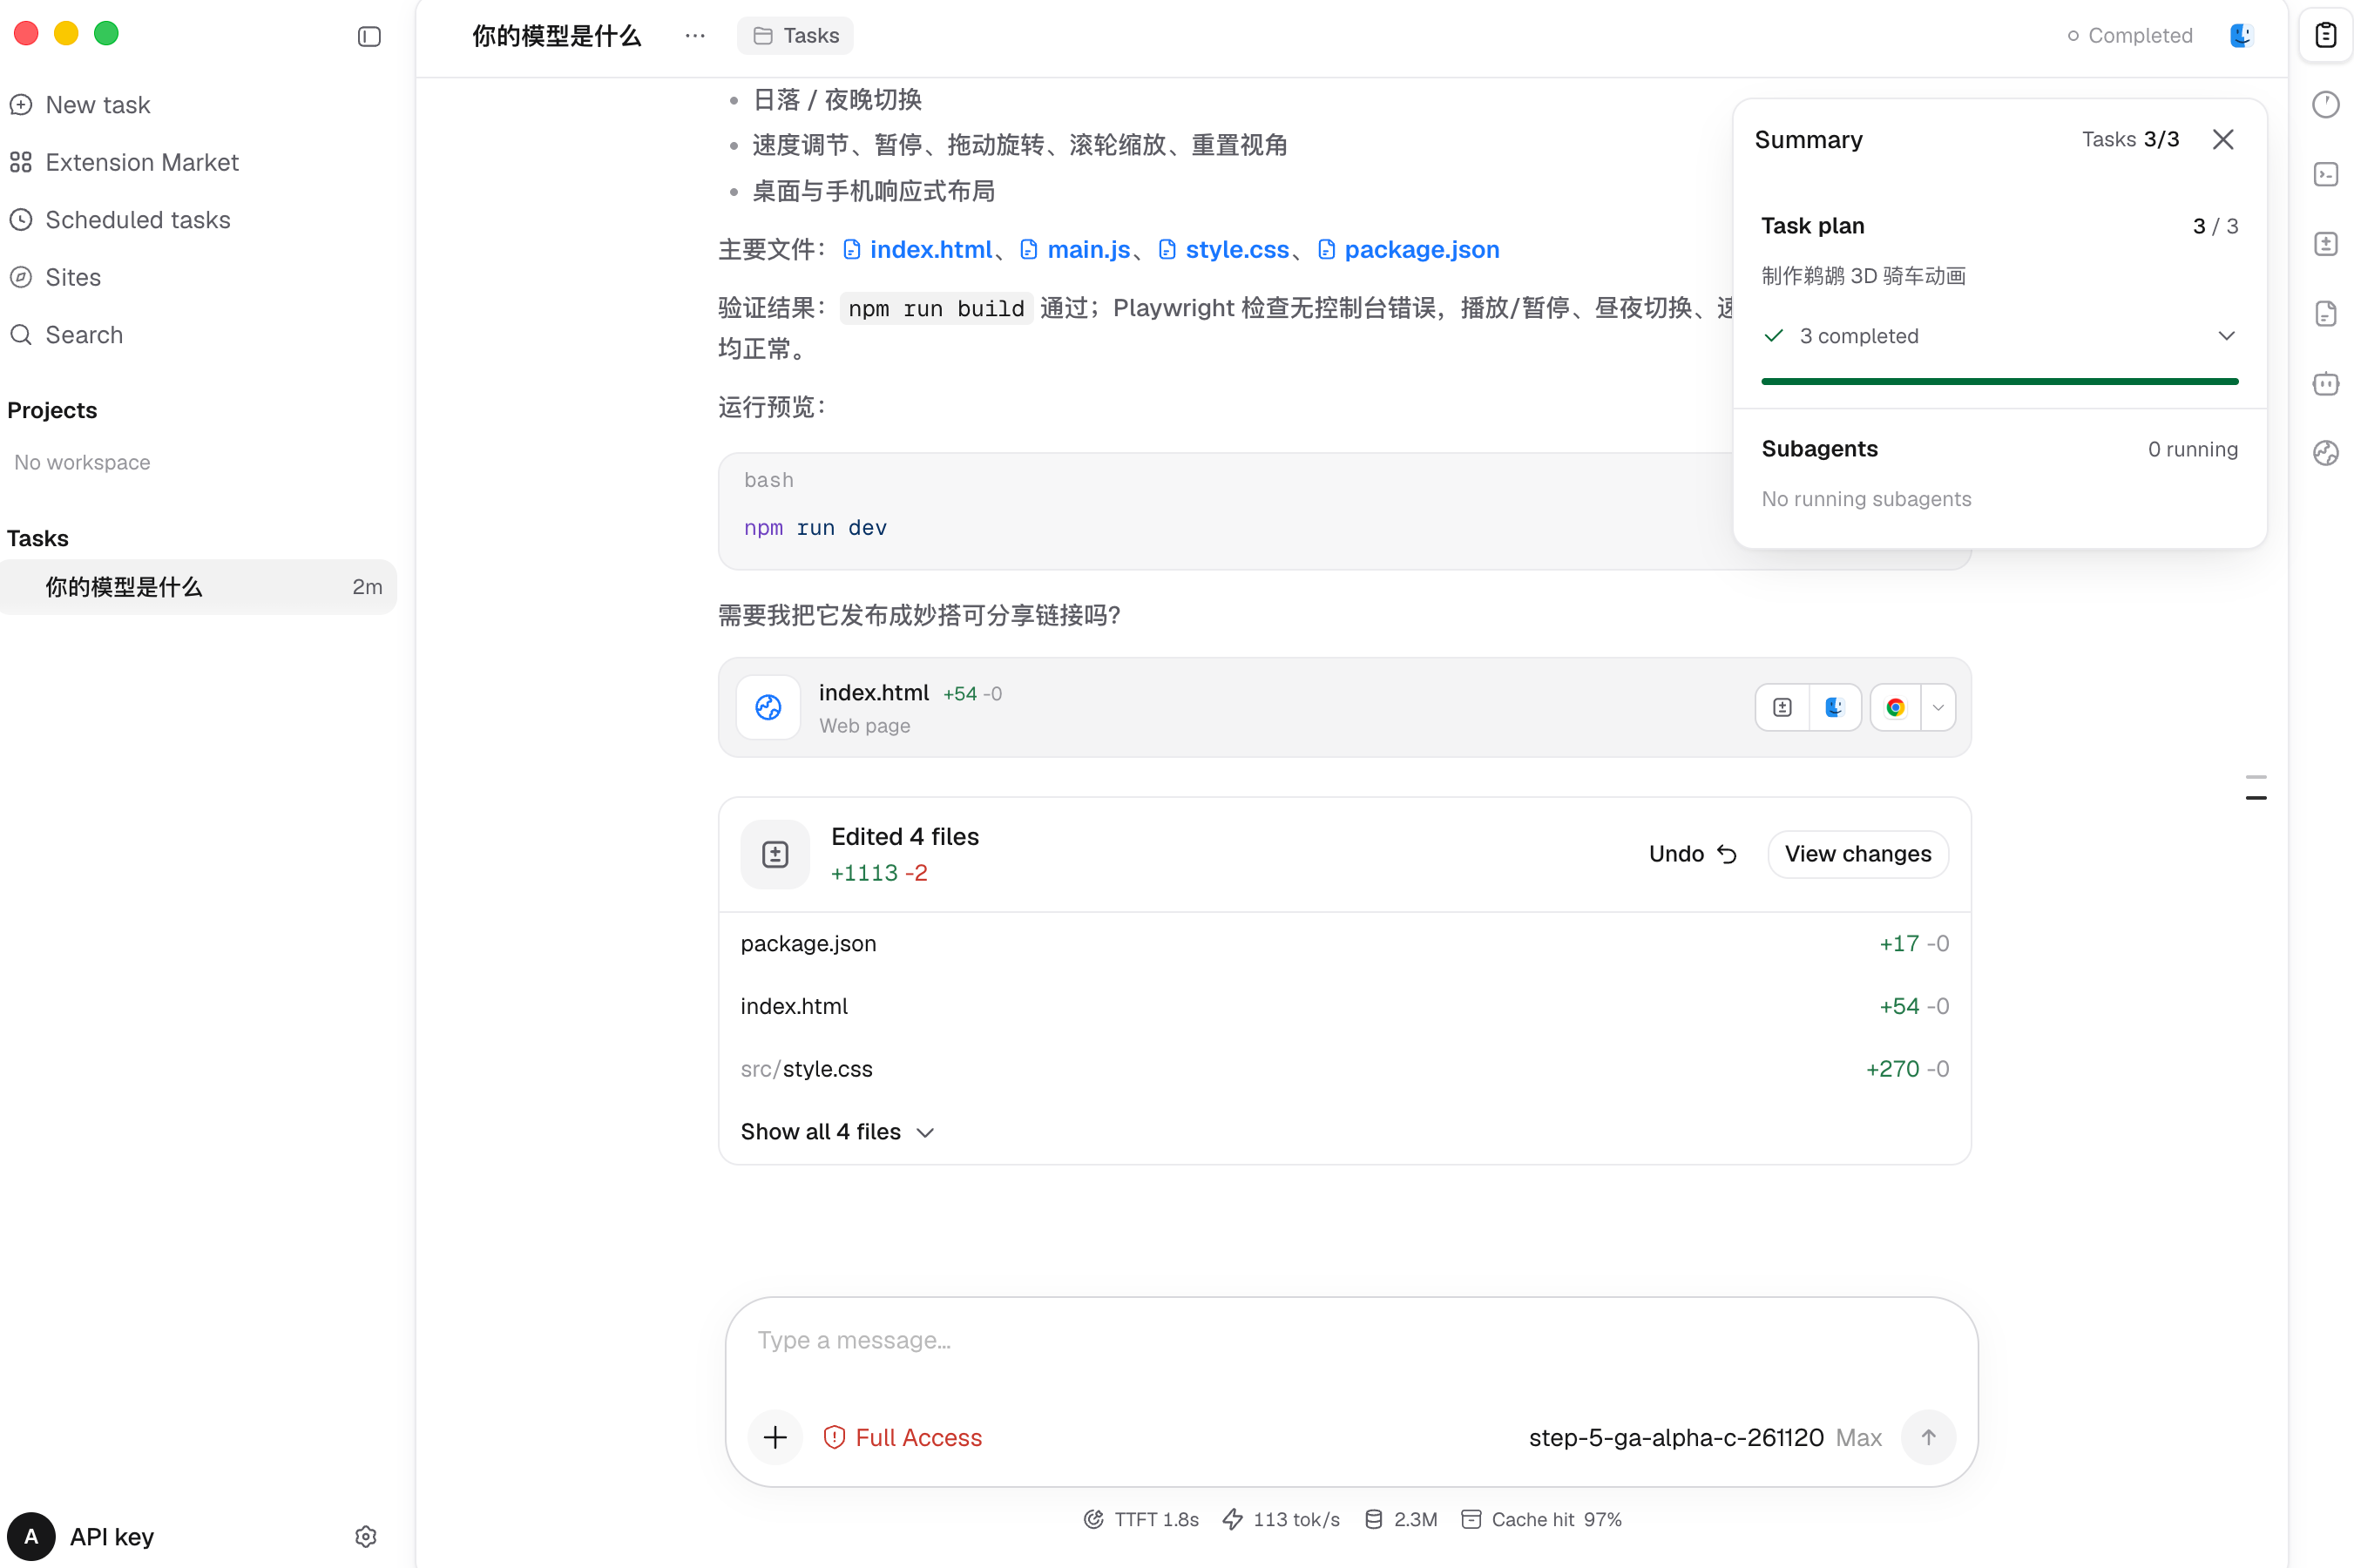 New task
Extension Market
Scheduled tasks
Sites
Search
Projects
No workspace
Tasks
你的模型是什么 2m
A API key
你的模型是什么 ··· Tasks
Completed
日落 / 夜晚切换
速度调节、暂停、拖动旋转、滚轮缩放、重置视角
桌面与手机响应式布局
主要文件： index.html、 main.js、 style.css、 package.json
验证结果： npm run build 通过；Playwright 检查无控制台错误，播放/暂停、昼夜切换、速
均正常。
运行预览：
bash
npm run dev
需要我把它发布成妙搭可分享链接吗？
index.html +54 -0
Web page
Edited 4 files
+1113 -2
Undo
View changes
package.json +17 -0
index.html +54 -0
src/style.css +270 -0
Show all 4 files
Type a message...
Full Access
step-5-ga-alpha-c-261120 Max
TTFT 1.8s 113 tok/s 2.3M Cache hit 97%
Summary Tasks 3/3
Task plan 3 / 3
制作鹈鹕 3D 骑车动画
3 completed
Subagents 0 running
No running subagents